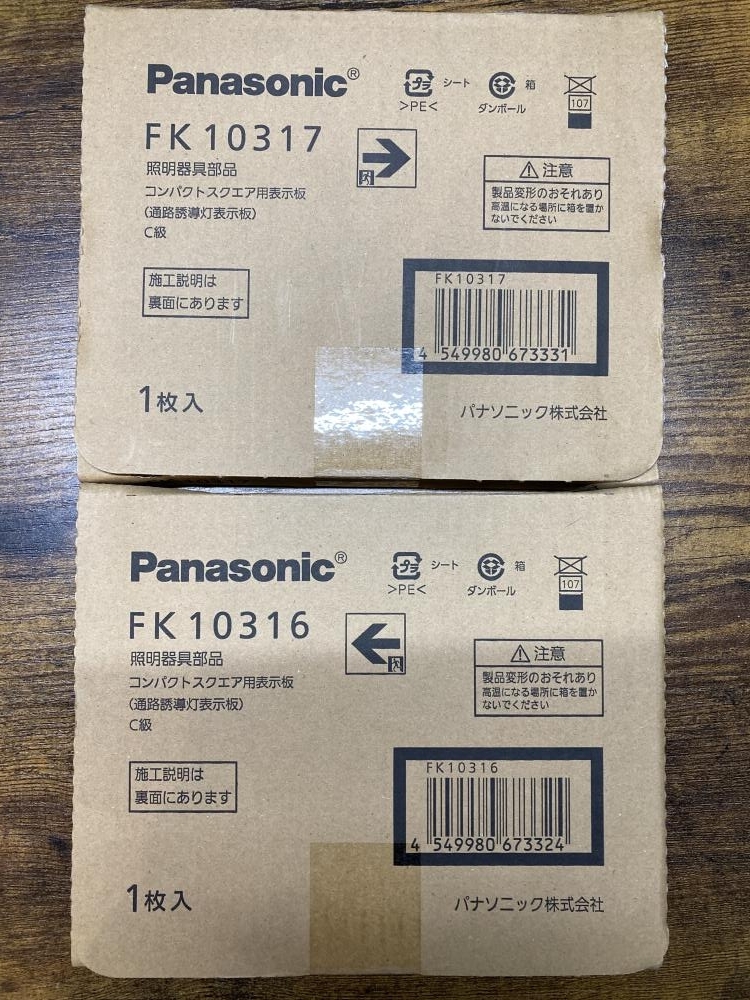 Panasonic®
プラ シート 箱
>PE< ダンボール
107
FK10317
照明器具部品
コンパクトスクエア用表示板
(通路誘導灯表示板)
C級
注意
製品変形のおそれあり
高温になる場所に箱を置か
ないでください
施工説明は
裏面にあります
FK10317
4 549980 673331
1枚入
パナソニック株式会社
Panasonic®
プラ シート 箱
>PE< ダンボール
107
FK10316
照明器具部品
コンパクトスクエア用表示板
(通路誘導灯表示板)
C級
注意
製品変形のおそれあり
高温になる場所に箱を置か
ないでください
施工説明は
裏面にあります
FK10316
4 549980 673324
1枚入
パナソニック株式会社